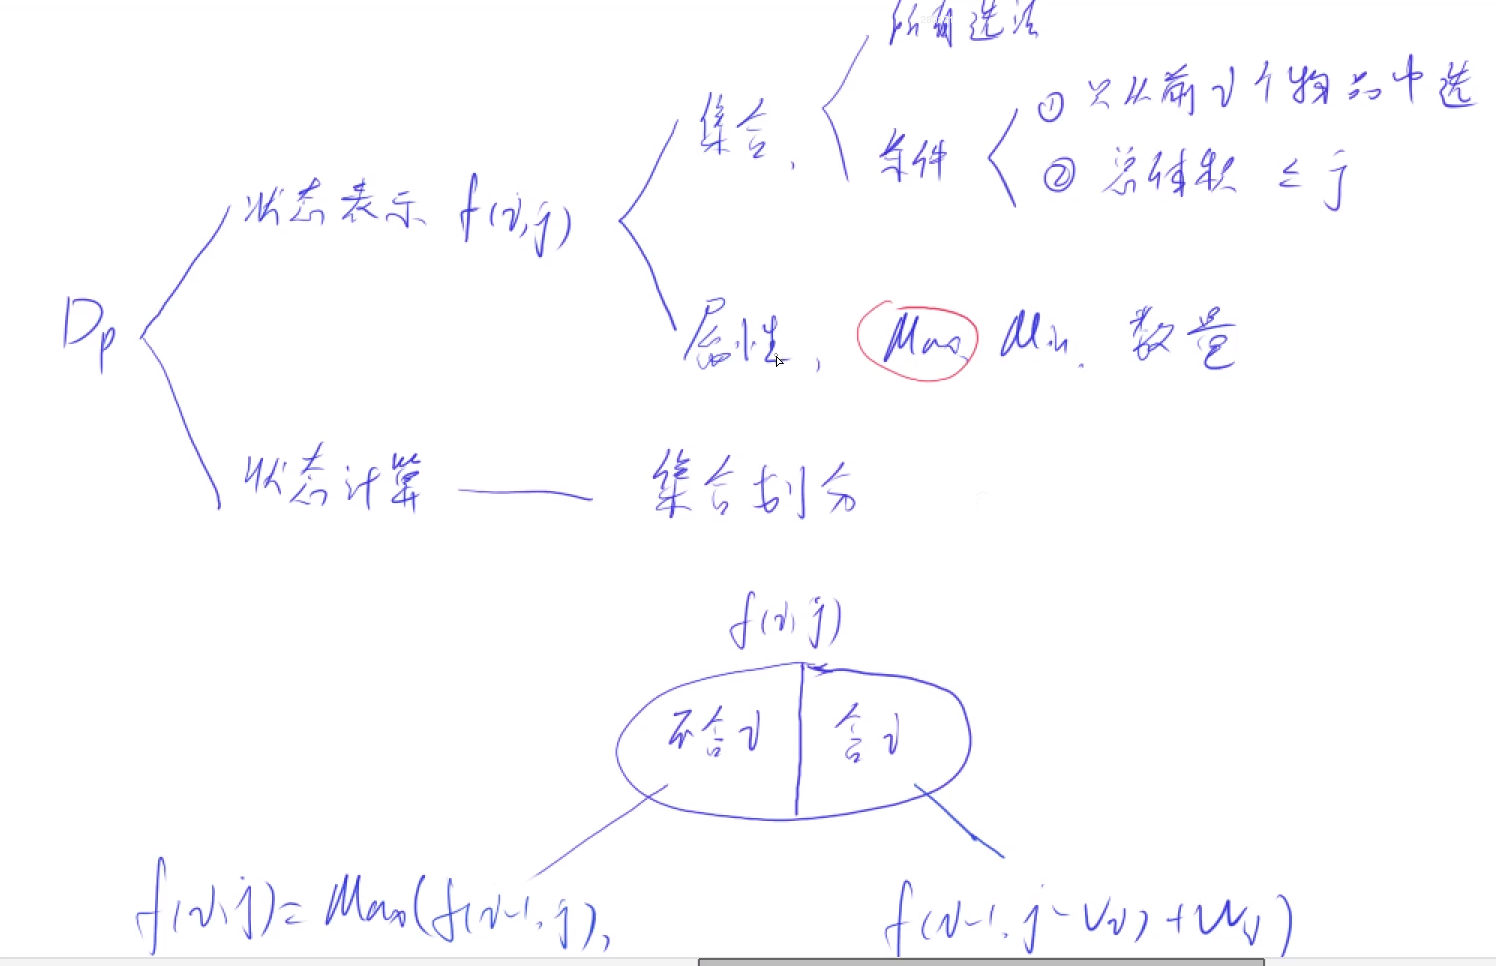 所有选法
集合, 条件 ① 只从前i个物品中选
② 总体积 ≤ j
状态表示 f(i,j)
Dp
属性, Max, Min, 数量
状态计算 —— 集合划分
f(i,j)
不含i 含i
f(i,j)= Max(f(i-1,j), f(i-1, j-Vi)+Wi)